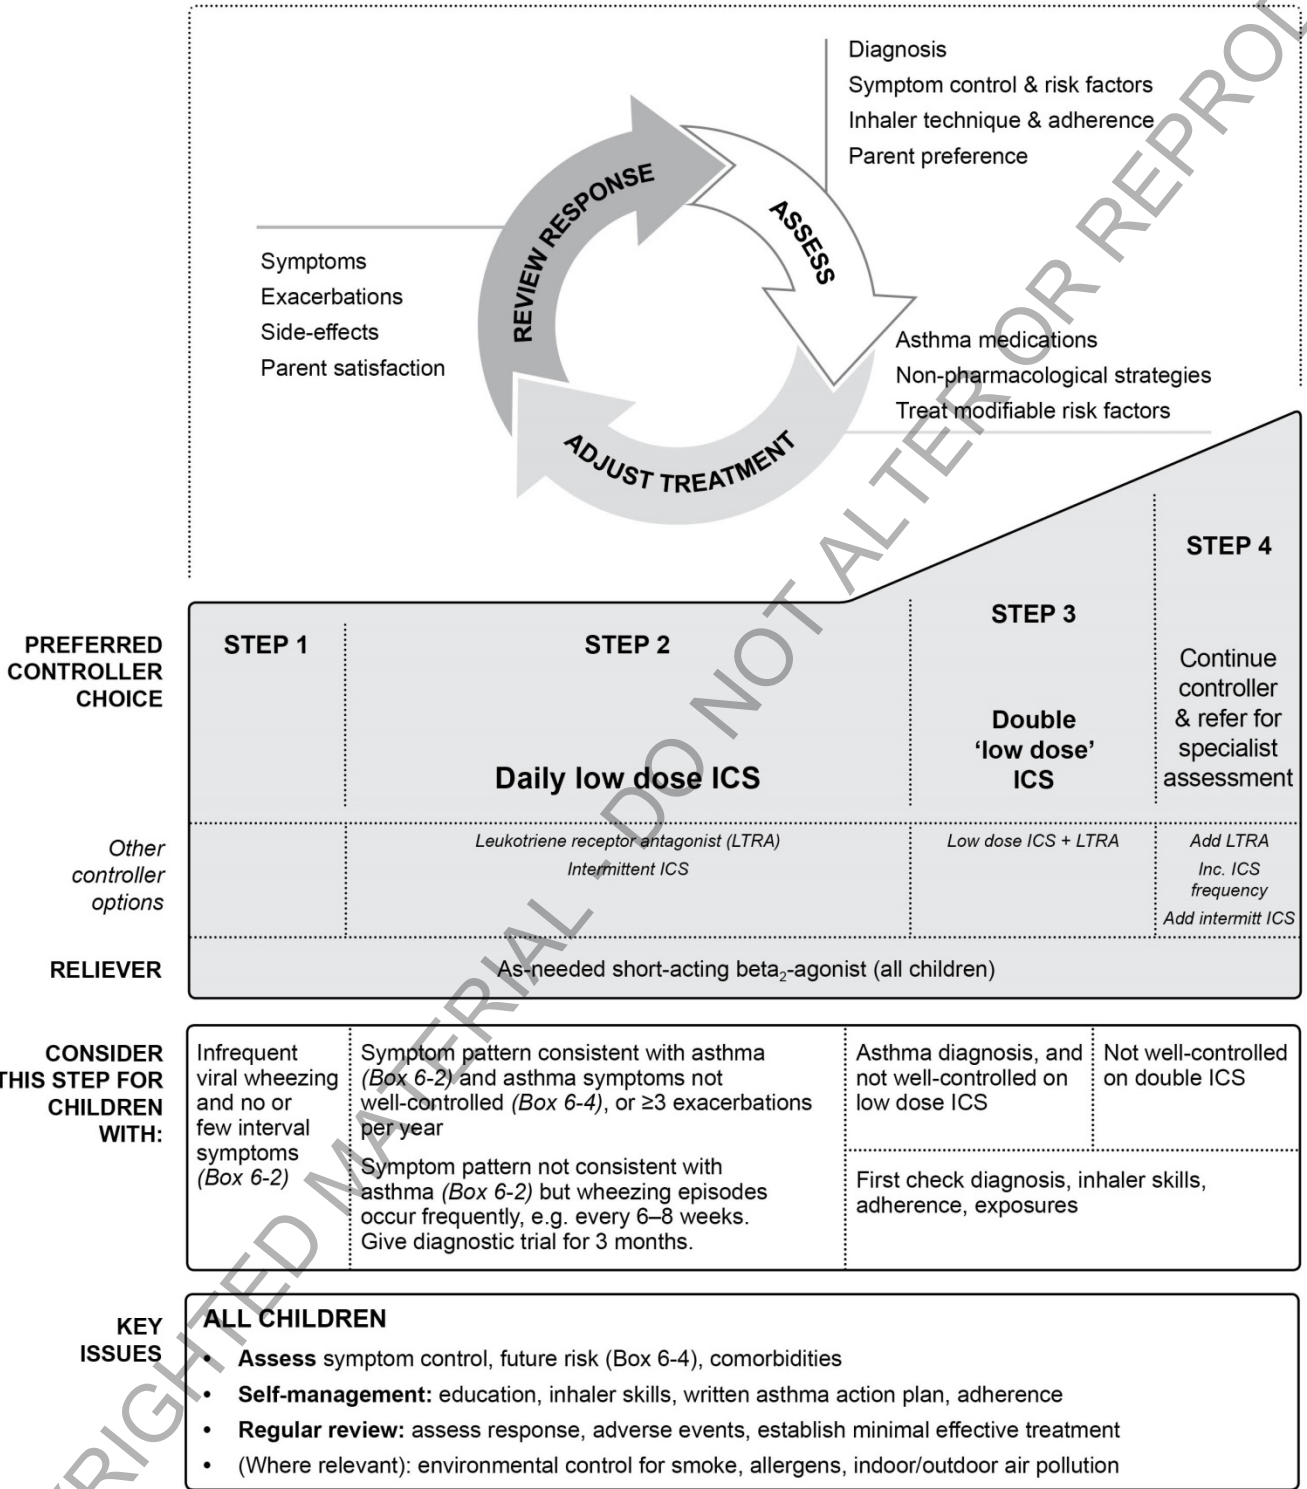 Diagnosis
Symptom control & risk factors
Inhaler technique & adherence
Parent preference
REVIEW RESPONSE
ASSESS
Symptoms
Exacerbations
Side-effects
Parent satisfaction
Asthma medications
Non-pharmacological strategies
Treat modifiable risk factors
ADJUST TREATMENT
PREFERRED
CONTROLLER
CHOICE
STEP 1
STEP 2
Daily low dose ICS
STEP 3
Double
‘low dose’
ICS
STEP 4
Continue
controller
& refer for
specialist
assessment
Other
controller
options
Leukotriene receptor antagonist (LTRA)
Intermittent ICS
Low dose ICS + LTRA
Add LTRA
Inc. ICS
frequency
Add intermitt ICS
RELIEVER
As-needed short-acting beta₂-agonist (all children)
CONSIDER
THIS STEP FOR
CHILDREN
WITH:
Infrequent
viral wheezing
and no or
few interval
symptoms
(Box 6-2)
Symptom pattern consistent with asthma
(Box 6-2) and asthma symptoms not
well-controlled (Box 6-4), or ≥3 exacerbations
per year
Symptom pattern not consistent with
asthma (Box 6-2) but wheezing episodes
occur frequently, e.g. every 6–8 weeks.
Give diagnostic trial for 3 months.
Asthma diagnosis, and
not well-controlled on
low dose ICS
Not well-controlled
on double ICS
First check diagnosis, inhaler skills,
adherence, exposures
KEY
ISSUES
ALL CHILDREN
• Assess symptom control, future risk (Box 6-4), comorbidities
• Self-management: education, inhaler skills, written asthma action plan, adherence
• Regular review: assess response, adverse events, establish minimal effective treatment
• (Where relevant): environmental control for smoke, allergens, indoor/outdoor air pollution
MATERIAL - DO NOT ALTER OR